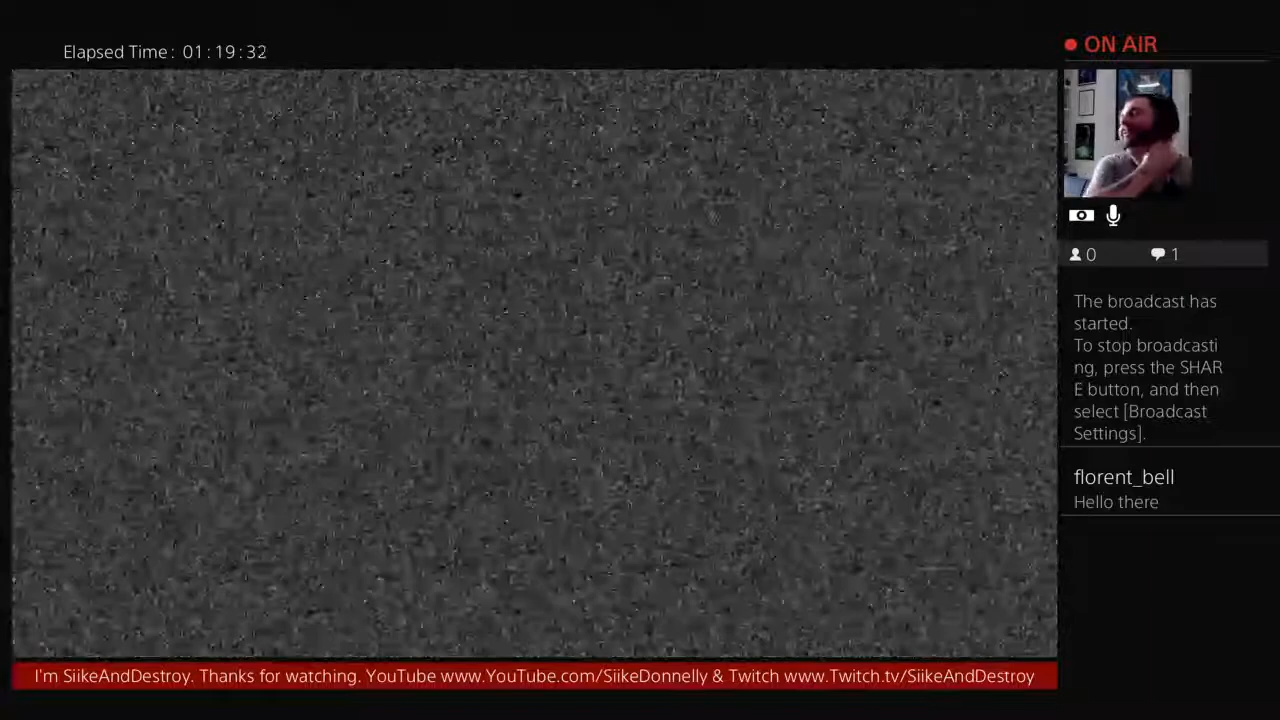 Elapsed Time: 01:19:32
ON AIR
0
1
The broadcast has
started.
To stop broadcasti
ng, press the SHAR
E button, and then
select [Broadcast
Settings].
florent_bell
Hello there
I'm SiikeAndDestroy. Thanks for watching. YouTube www.YouTube.com/SiikeDonnelly & Twitch www.Twitch.tv/SiikeAndDestroy